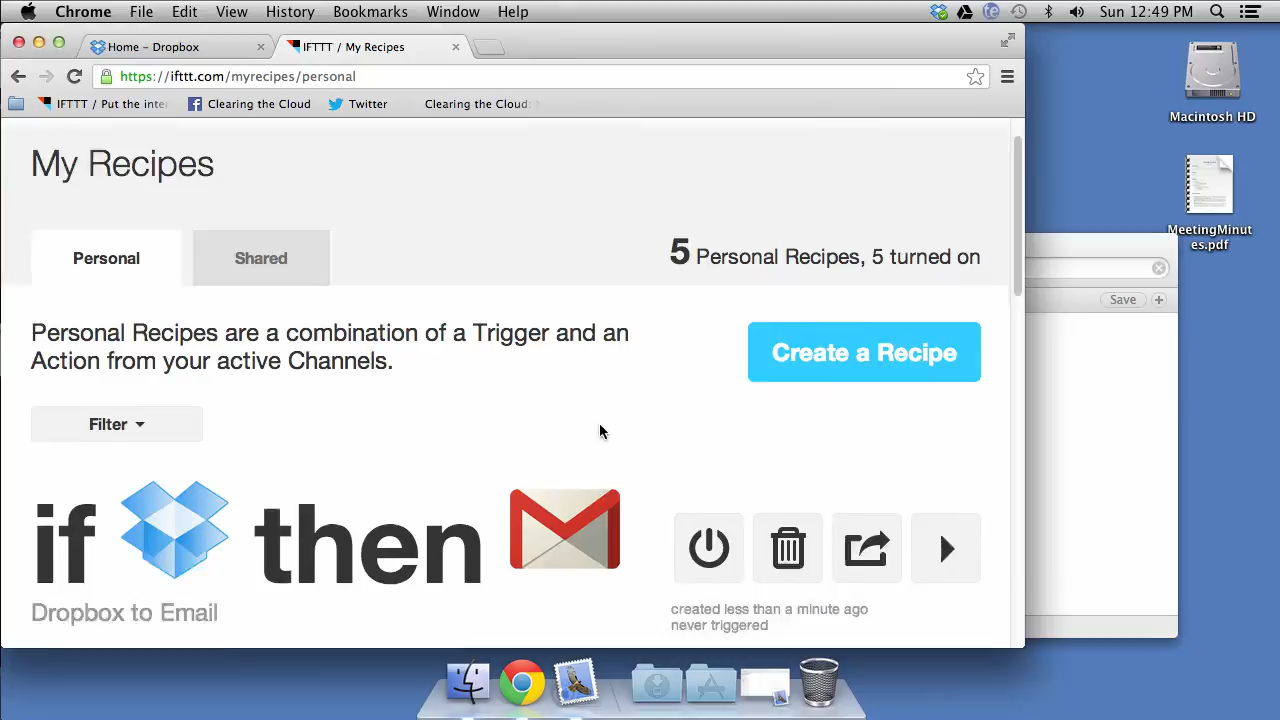 Chrome File Edit View History Bookmarks Window Help Sun 12:49 PM
Home – Dropbox IFTTT / My Recipes
https://ifttt.com/myrecipes/personal
IFTTT / Put the inter Clearing the Cloud Twitter Clearing the Cloud:
Macintosh HD
MeetingMinut
es.pdf
My Recipes
Personal Shared
5 Personal Recipes, 5 turned on
Personal Recipes are a combination of a Trigger and an
Action from your active Channels.
Create a Recipe
Save +
Filter
if then
Dropbox to Email
created less than a minute ago
never triggered